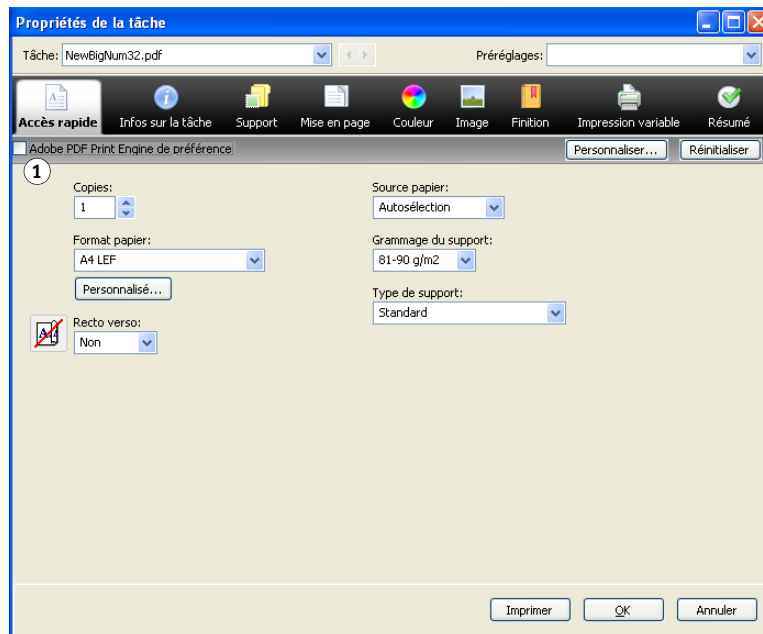 Propriétés de la tâche
Tâche: NewBigNum32.pdf Préréglages:
Accès rapide Infos sur la tâche Support Mise en page Couleur Image Finition Impression variable Résumé
Adobe PDF Print Engine de préférence Personnaliser... Réinitialiser
1
Copies: Source papier:
1 Autosélection
Format papier: Grammage du support:
A4 LEF 81-90 g/m2
Personnalisé... Type de support:
Recto verso: Standard
Non
Imprimer OK Annuler